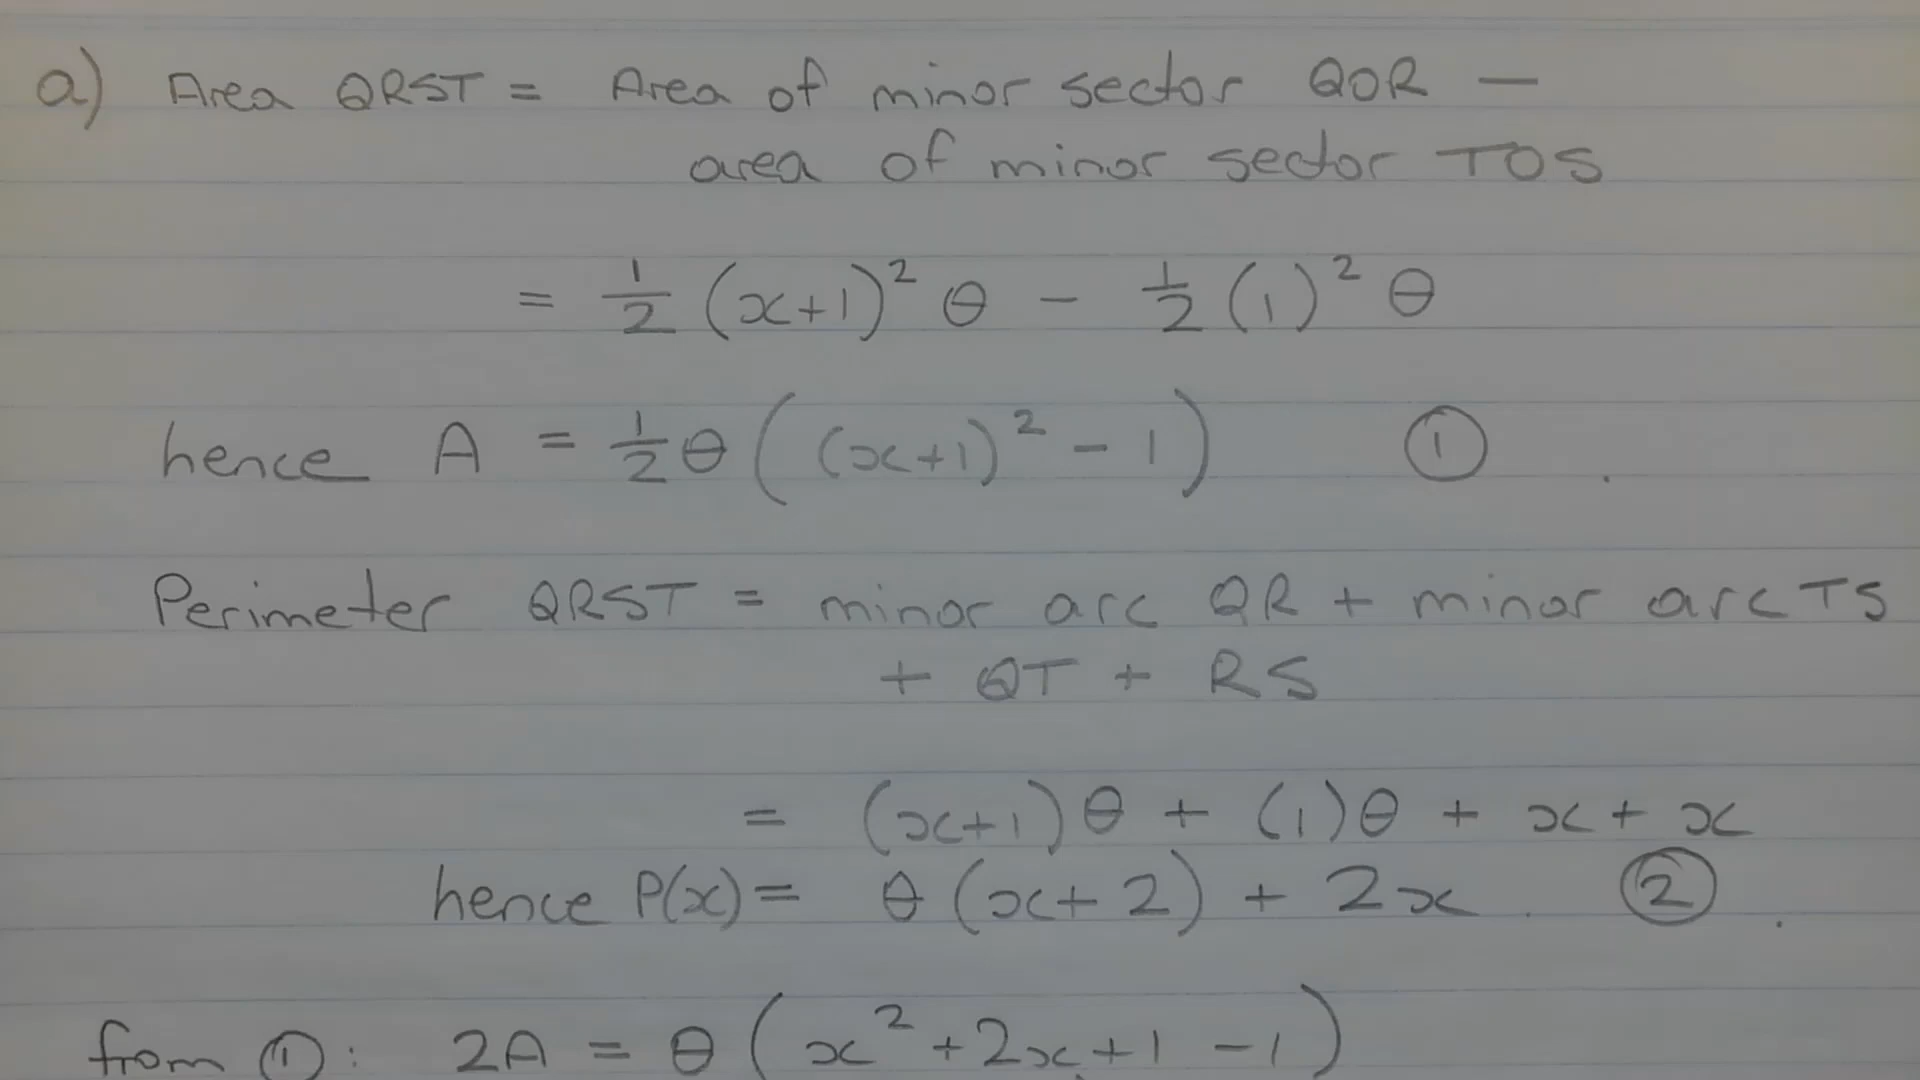 a) Area QRST = Area of minor sector QOR —
area of minor sector TOS
= 1/2 (x+1)² θ − 1/2 (1)² θ
hence A = 1/2 θ ( (x+1)² − 1 ) ①
Perimeter QRST = minor arc QR + minor arc TS
+ QT + RS
= (x+1)θ + (1)θ + x + x
hence P(x) = θ (x+2) + 2x ②
from ①: 2A = θ ( x² + 2x + 1 − 1 )